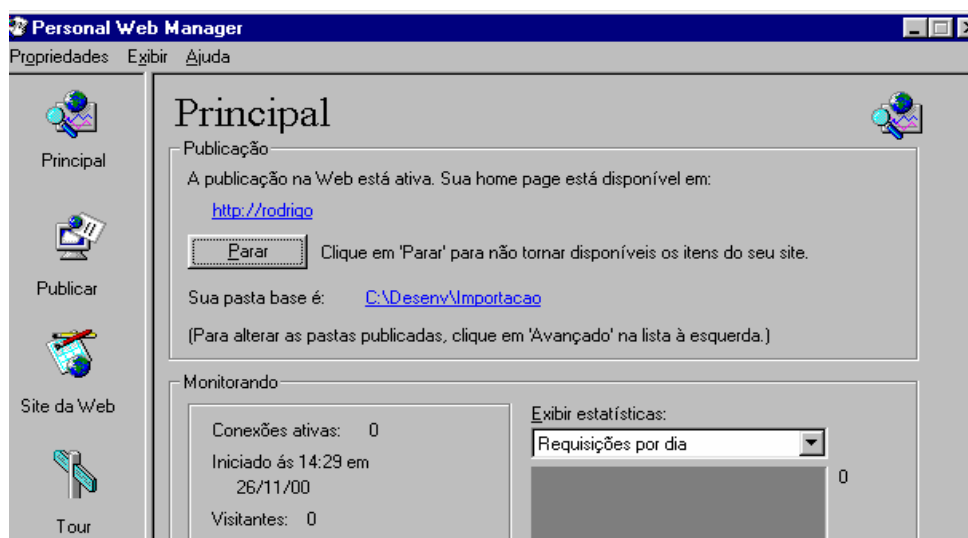 Personal Web Manager
Propriedades Exibir Ajuda
Principal
Publicar
Site da Web
Tour
Principal
Publicação
A publicação na Web está ativa. Sua home page está disponível em:
http://rodrigo
Parar Clique em 'Parar' para não tornar disponíveis os itens do seu site.
Sua pasta base é: C:\Desenv\Importacao
(Para alterar as pastas publicadas, clique em 'Avançado' na lista à esquerda.)
Monitorando
Conexões ativas: 0
Iniciado ás 14:29 em
26/11/00
Visitantes: 0
Exibir estatísticas:
Requisições por dia
0